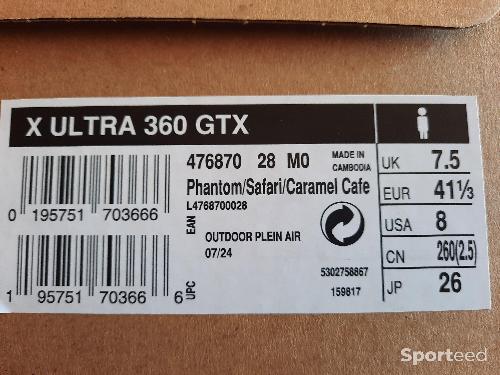 X ULTRA 360 GTX
476870 28 M0
MADE IN CAMBODIA
Phantom/Safari/Caramel Cafe
L4768700028
0 195751 703666
EAN
OUTDOOR PLEIN AIR
07/24
1 95751 70366 6
UPC
5302758867
159817
UK 7.5
EUR 41⅓
USA 8
CN 260(2.5)
JP 26
Sporteed